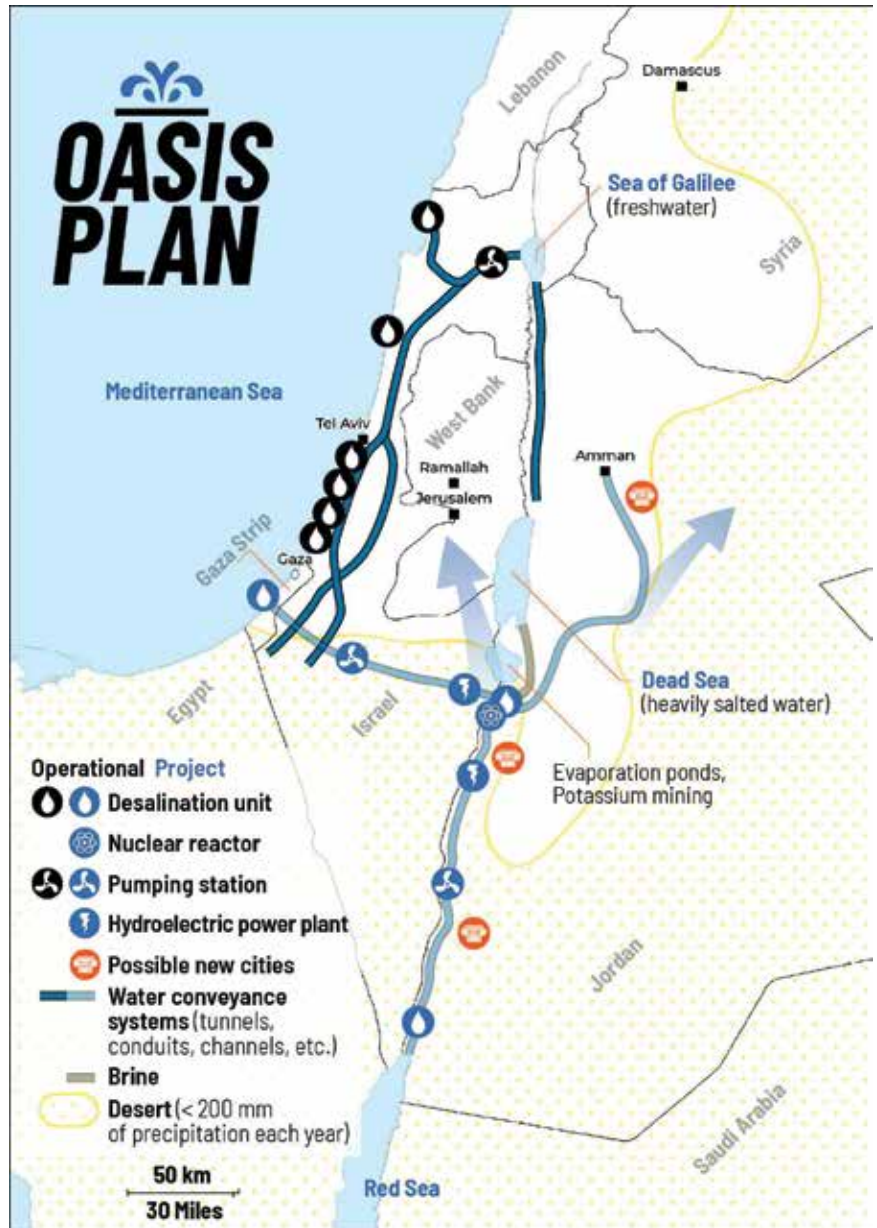 OASIS
PLAN
Lebanon
Damascus
Sea of Galilee
(freshwater)
Syria
Mediterranean Sea
West Bank
Tel Aviv
Ramallah
Jerusalem
Amman
Gaza Strip
Gaza
Egypt
Israel
Dead Sea
(heavily salted water)
Evaporation ponds,
Potassium mining
Operational Project
Desalination unit
Nuclear reactor
Pumping station
Hydroelectric power plant
Possible new cities
Water conveyance
systems (tunnels,
conduits, channels, etc.)
Brine
Desert (< 200 mm
of precipitation each year)
50 km
30 Miles
Jordan
Saudi Arabia
Red Sea